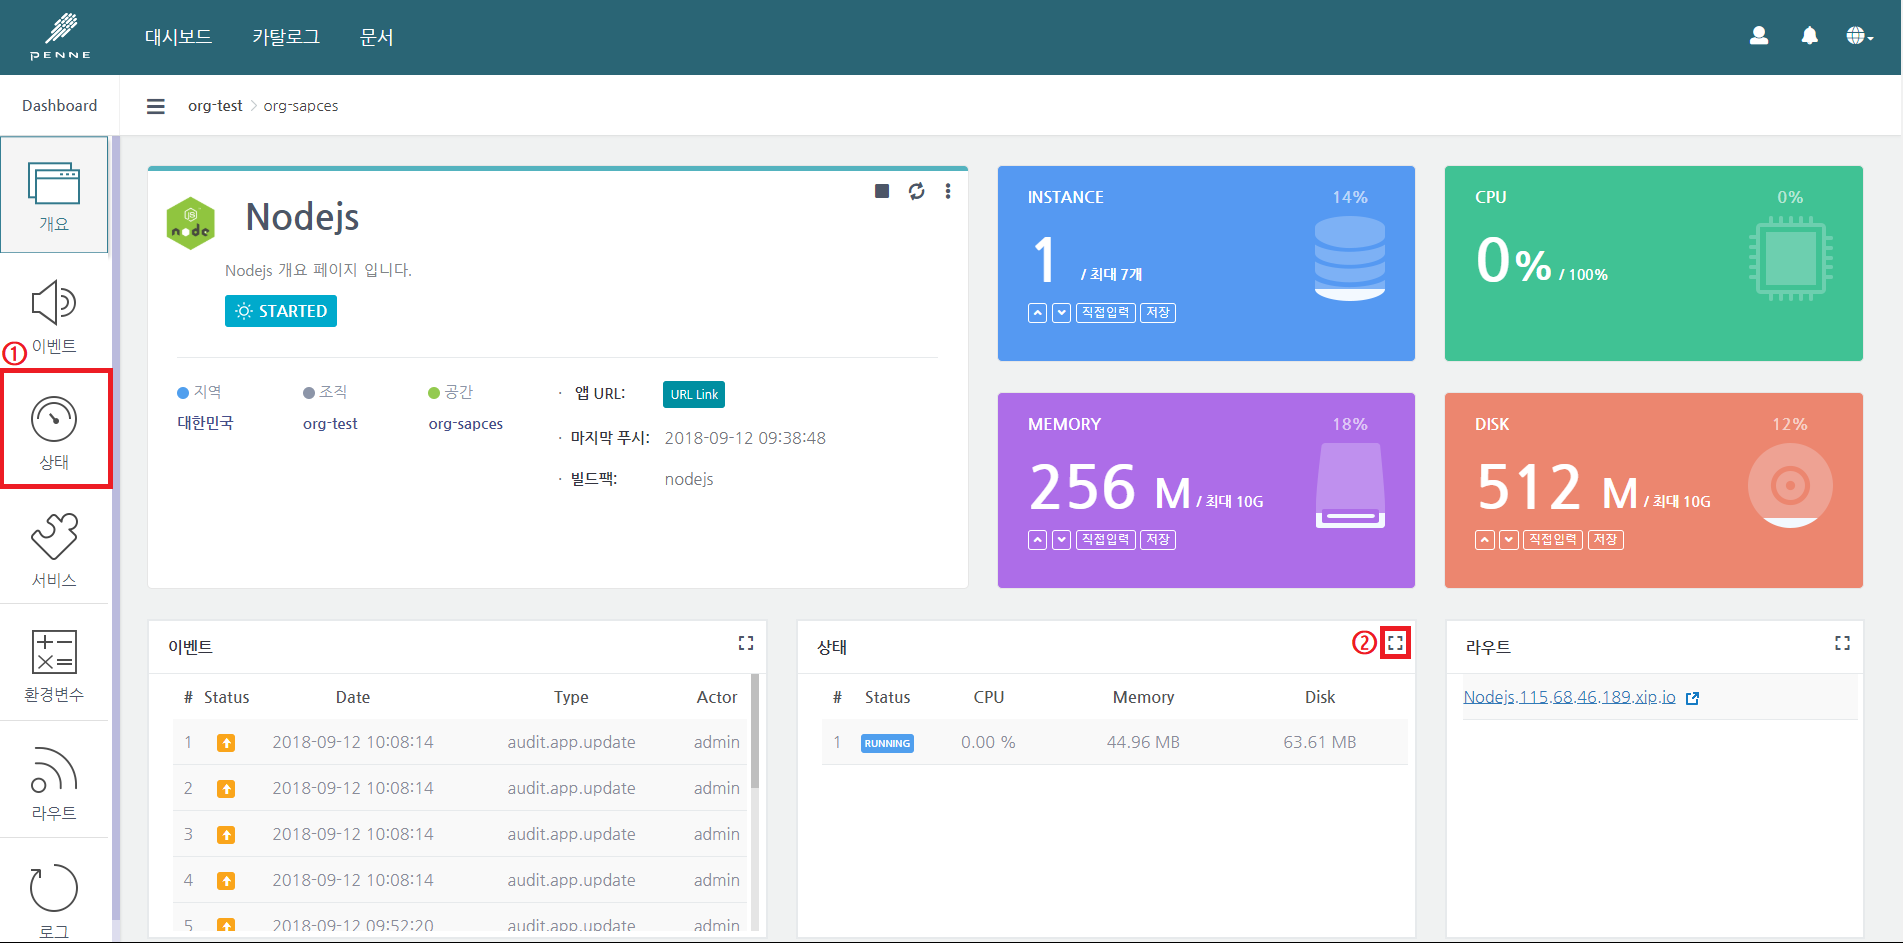 PENNE
대시보드 카탈로그 문서
Dashboard
org-test > org-sapces
개요
이벤트
①
상태
서비스
환경변수
라우트
로그
Nodejs
Nodejs 개요 페이지 입니다.
STARTED
지역 조직 공간
대한민국 org-test org-sapces
· 앱 URL: URL Link
· 마지막 푸시: 2018-09-12 09:38:48
· 빌드팩: nodejs
INSTANCE 14%
1 / 최대 7개
직접입력 저장
CPU 0%
0% / 100%
MEMORY 18%
256 M / 최대 10G
직접입력 저장
DISK 12%
512 M / 최대 10G
직접입력 저장
이벤트
# Status Date Type Actor
1 2018-09-12 10:08:14 audit.app.update admin
2 2018-09-12 10:08:14 audit.app.update admin
3 2018-09-12 10:08:14 audit.app.update admin
4 2018-09-12 10:08:14 audit.app.update admin
5 2018-09-12 09:52:20 audit.app.update admin
상태 ②
# Status CPU Memory Disk
1 RUNNING 0.00 % 44.96 MB 63.61 MB
라우트
Nodejs.115.68.46.189.xip.io